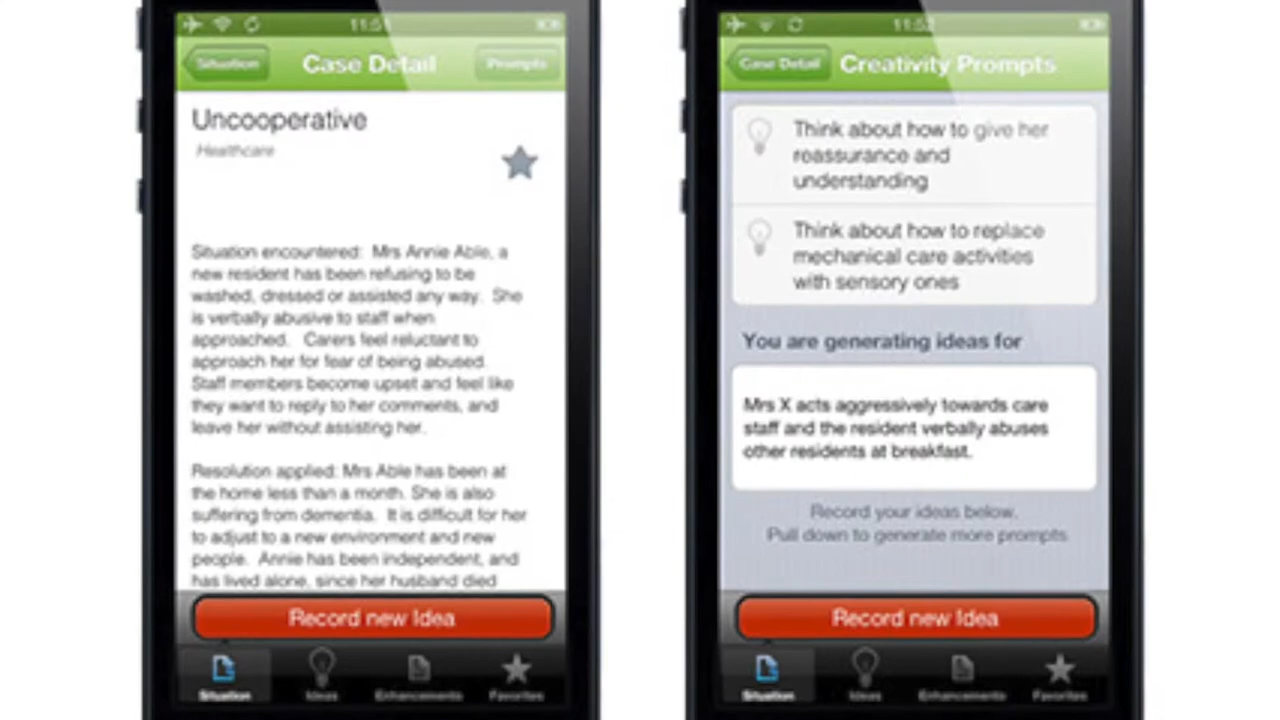 11:51
Situation
Case Detail
Prompts
Uncooperative
Healthcare
Situation encountered: Mrs Annie Able, a
new resident has been refusing to be
washed, dressed or assisted any way. She
is verbally abusive to staff when
approached. Carers feel reluctant to
approach her for fear of being abused.
Staff members become upset and feel like
they want to reply to her comments, and
leave her without assisting her.
Resolution applied: Mrs Able has been at
the home less than a month. She is also
suffering from dementia. It is difficult for her
to adjust to a new environment and new
people. Annie has been independent, and
has lived alone, since her husband died
Record new Idea
Situation
Ideas
Enhancements
Favorites
11:52
Case Detail
Creativity Prompts
Think about how to give her
reassurance and
understanding
Think about how to replace
mechanical care activities
with sensory ones
You are generating ideas for
Mrs X acts aggressively towards care
staff and the resident verbally abuses
other residents at breakfast.
Record your ideas below.
Pull down to generate more prompts
Record new Idea
Situation
Ideas
Enhancements
Favorites